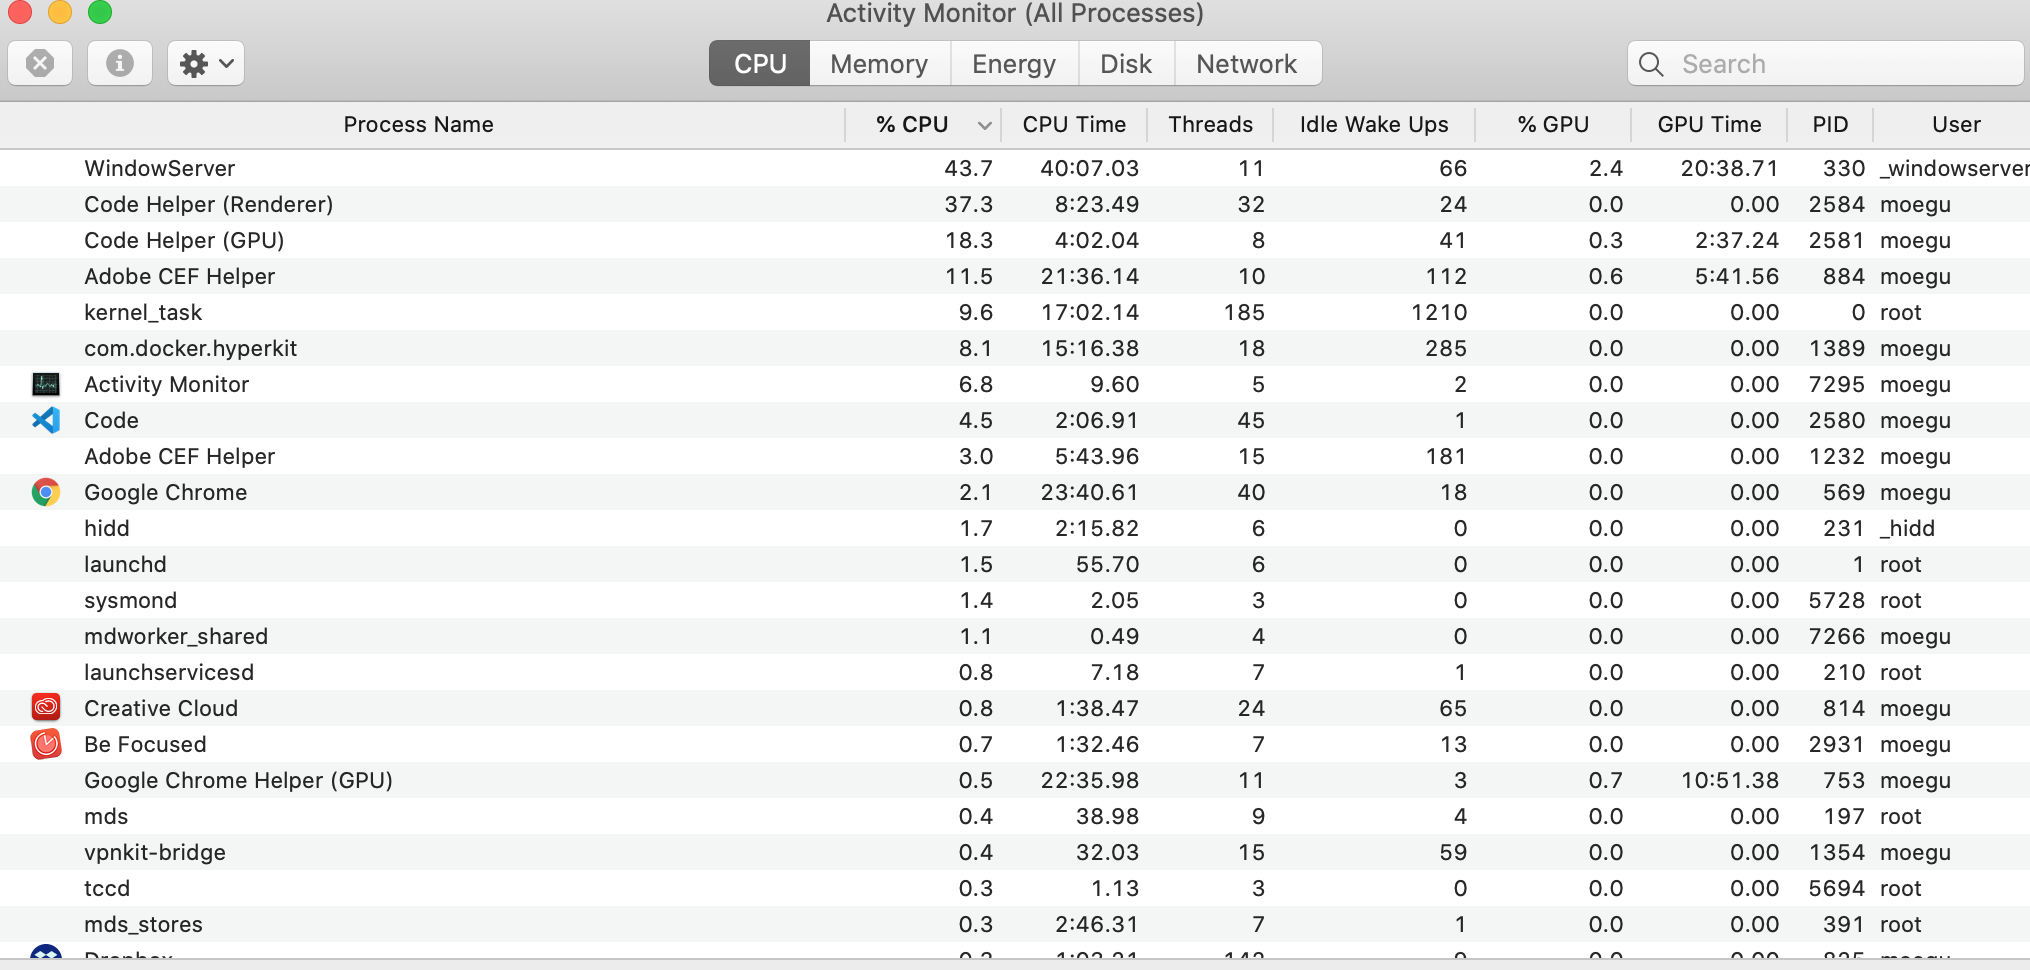 Activity Monitor (All Processes)
CPU Memory Energy Disk Network Search
Process Name % CPU CPU Time Threads Idle Wake Ups % GPU GPU Time PID User
WindowServer 43.7 40:07.03 11 66 2.4 20:38.71 330 _windowserver
Code Helper (Renderer) 37.3 8:23.49 32 24 0.0 0.00 2584 moegu
Code Helper (GPU) 18.3 4:02.04 8 41 0.3 2:37.24 2581 moegu
Adobe CEF Helper 11.5 21:36.14 10 112 0.6 5:41.56 884 moegu
kernel_task 9.6 17:02.14 185 1210 0.0 0.00 0 root
com.docker.hyperkit 8.1 15:16.38 18 285 0.0 0.00 1389 moegu
Activity Monitor 6.8 9.60 5 2 0.0 0.00 7295 moegu
Code 4.5 2:06.91 45 1 0.0 0.00 2580 moegu
Adobe CEF Helper 3.0 5:43.96 15 181 0.0 0.00 1232 moegu
Google Chrome 2.1 23:40.61 40 18 0.0 0.00 569 moegu
hidd 1.7 2:15.82 6 0 0.0 0.00 231 _hidd
launchd 1.5 55.70 6 0 0.0 0.00 1 root
sysmond 1.4 2.05 3 0 0.0 0.00 5728 root
mdworker_shared 1.1 0.49 4 0 0.0 0.00 7266 moegu
launchservicesd 0.8 7.18 7 1 0.0 0.00 210 root
Creative Cloud 0.8 1:38.47 24 65 0.0 0.00 814 moegu
Be Focused 0.7 1:32.46 7 13 0.0 0.00 2931 moegu
Google Chrome Helper (GPU) 0.5 22:35.98 11 3 0.7 10:51.38 753 moegu
mds 0.4 38.98 9 4 0.0 0.00 197 root
vpnkit-bridge 0.4 32.03 15 59 0.0 0.00 1354 moegu
tccd 0.3 1.13 3 0 0.0 0.00 5694 root
mds_stores 0.3 2:46.31 7 1 0.0 0.00 391 root
Dropbox